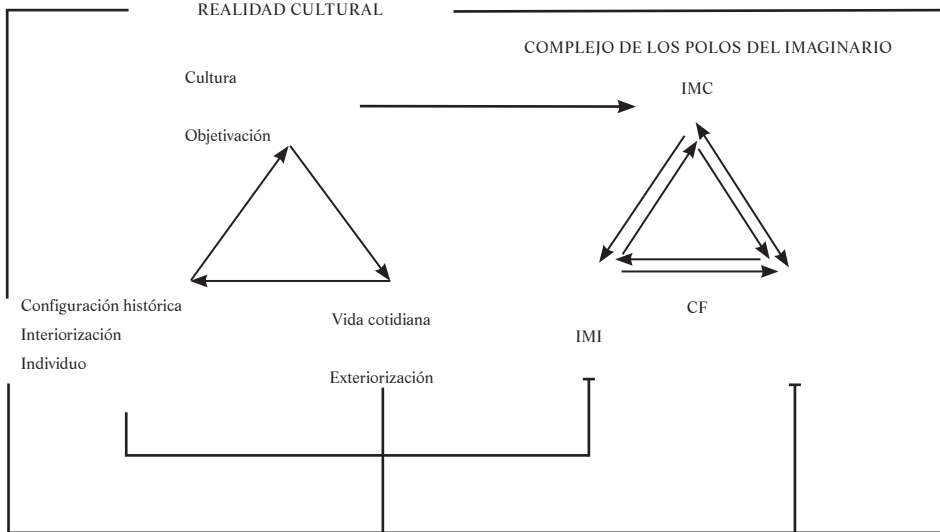 REALIDAD CULTURAL
COMPLEJO DE LOS POLOS DEL IMAGINARIO
Cultura
IMC
Objetivación
Configuración histórica
Interiorización
Individuo
Vida cotidiana
Exteriorización
CF
IMI